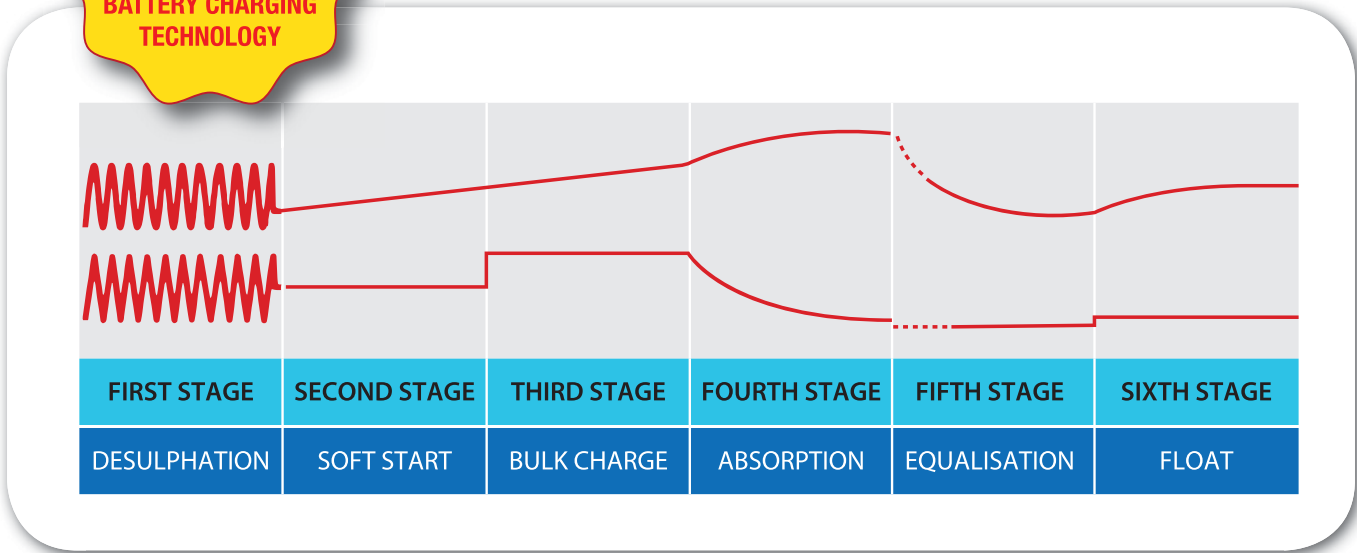 BATTERY CHARGING
TECHNOLOGY
FIRST STAGE SECOND STAGE THIRD STAGE FOURTH STAGE FIFTH STAGE SIXTH STAGE
DESULPHATION SOFT START BULK CHARGE ABSORPTION EQUALISATION FLOAT